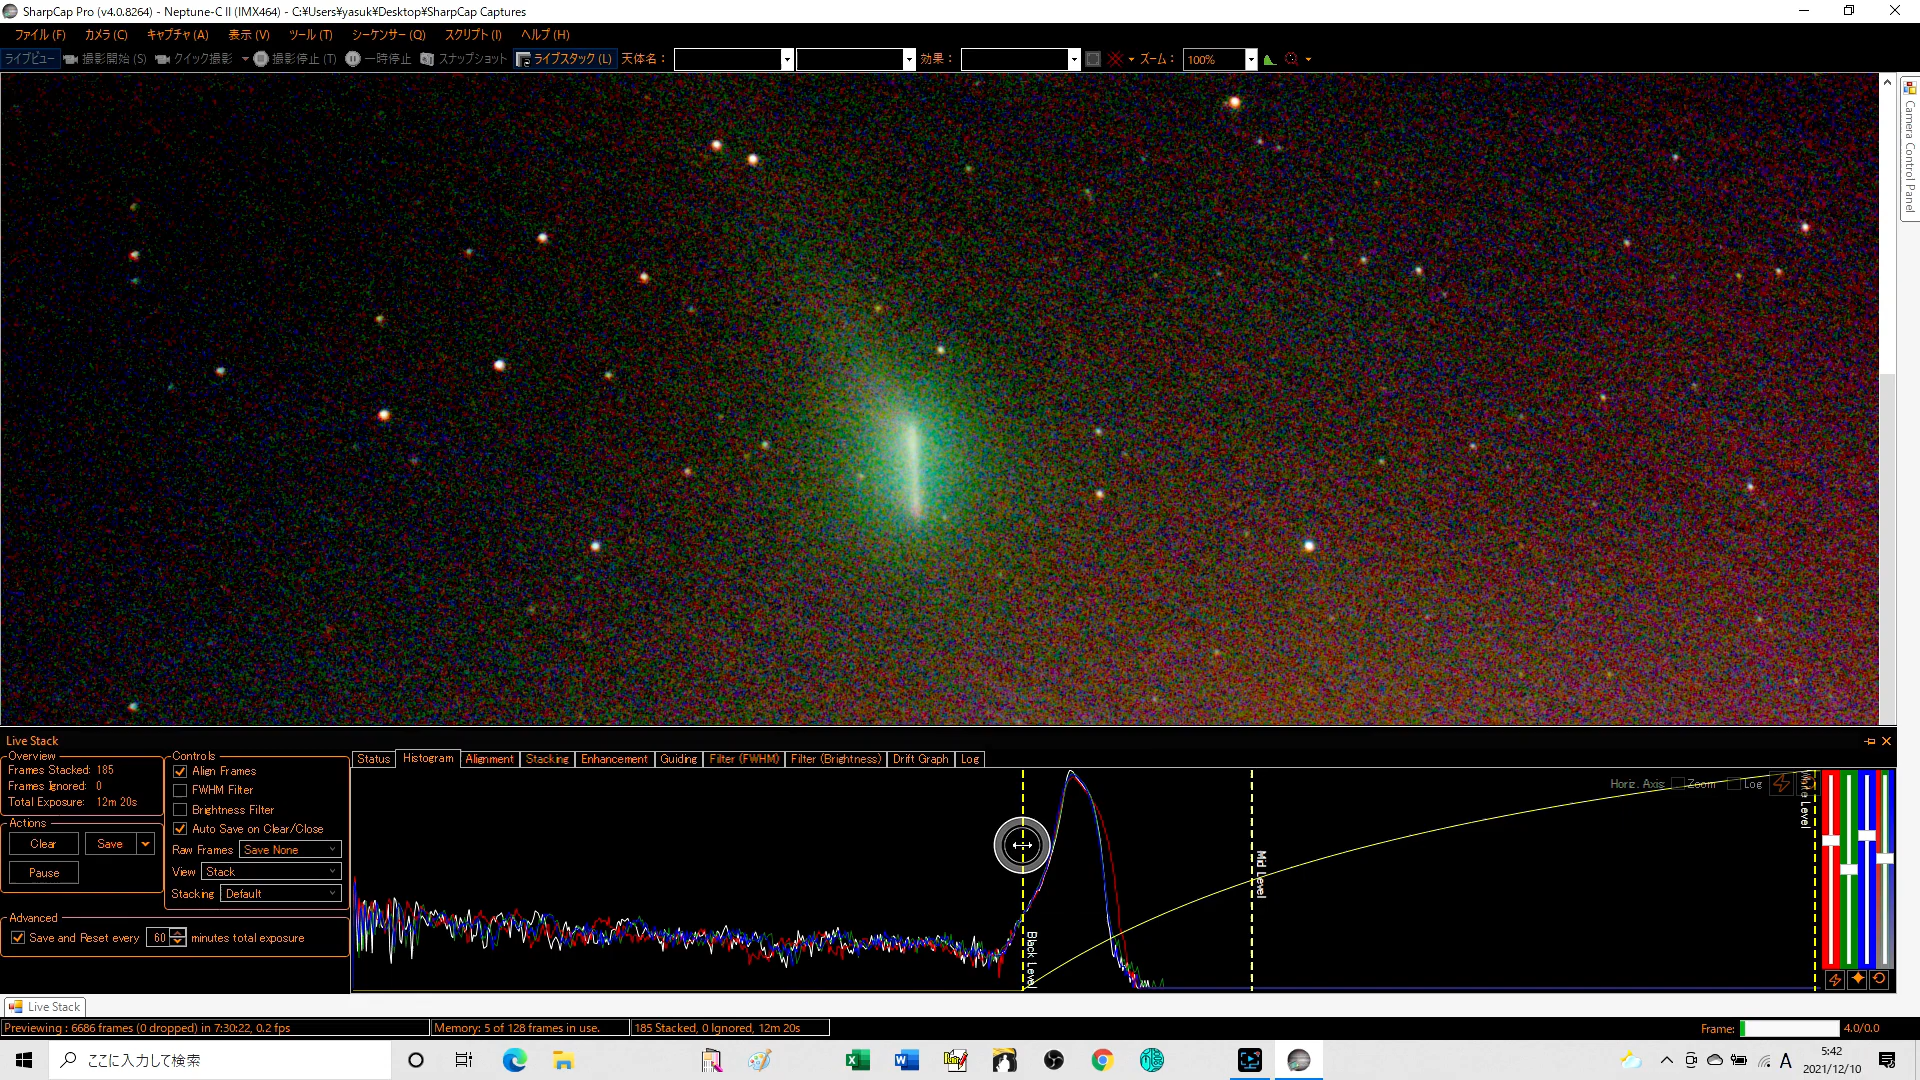 SharpCap Pro (v4.0.8264) - Neptune-C II (IMX464) - C:¥Users¥yasuk¥Desktop¥SharpCap Captures
ファイル (F) カメラ (C) キャプチャ (A) 表示 (V) ツール (T) シーケンサー (Q) スクリプト (I) ヘルプ (H)
ライブビュー 撮影開始 (S) クイック撮影 撮影停止 (T) 一時停止 スナップショット ライブスタック (L) 天体名： 効果： ズーム： 100%
Camera Control Panel
Live Stack
Overview
Frames Stacked: 185
Frames Ignored: 0
Total Exposure: 12m 20s
Actions
Clear Save
Pause
Controls
Align Frames
FWHM Filter
Brightness Filter
Auto Save on Clear/Close
Raw Frames Save None
View Stack
Stacking Default
Advanced
Save and Reset every 60 minutes total exposure
Status Histogram Alignment Stacking Enhancement Guiding Filter (FWHM) Filter (Brightness) Drift Graph Log
Horiz. Axis Zoom Log
Black Level
Mid Level
White Level
Live Stack
Previewing : 6686 frames (0 dropped) in 7:30:22, 0.2 fps Memory: 5 of 128 frames in use. 185 Stacked, 0 Ignored, 12m 20s Frame: 4.0/0.0
ここに入力して検索
A
5:42
2021/12/10